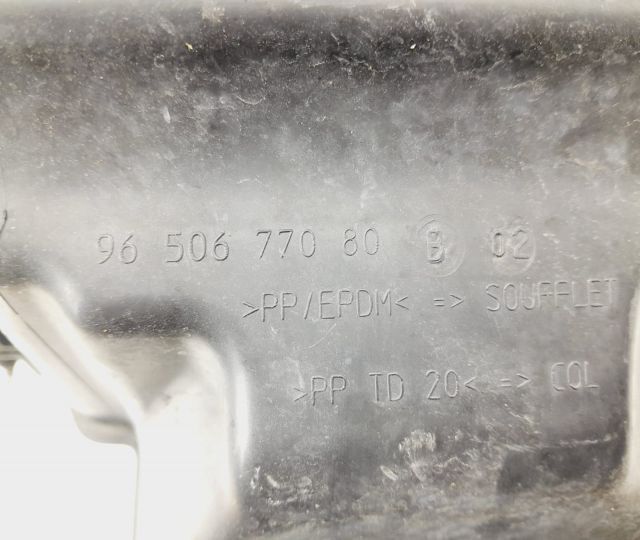 96 506 770 80 B 02
>PP/EPDM< => SOUFFLET
>PP TD 20< => COL